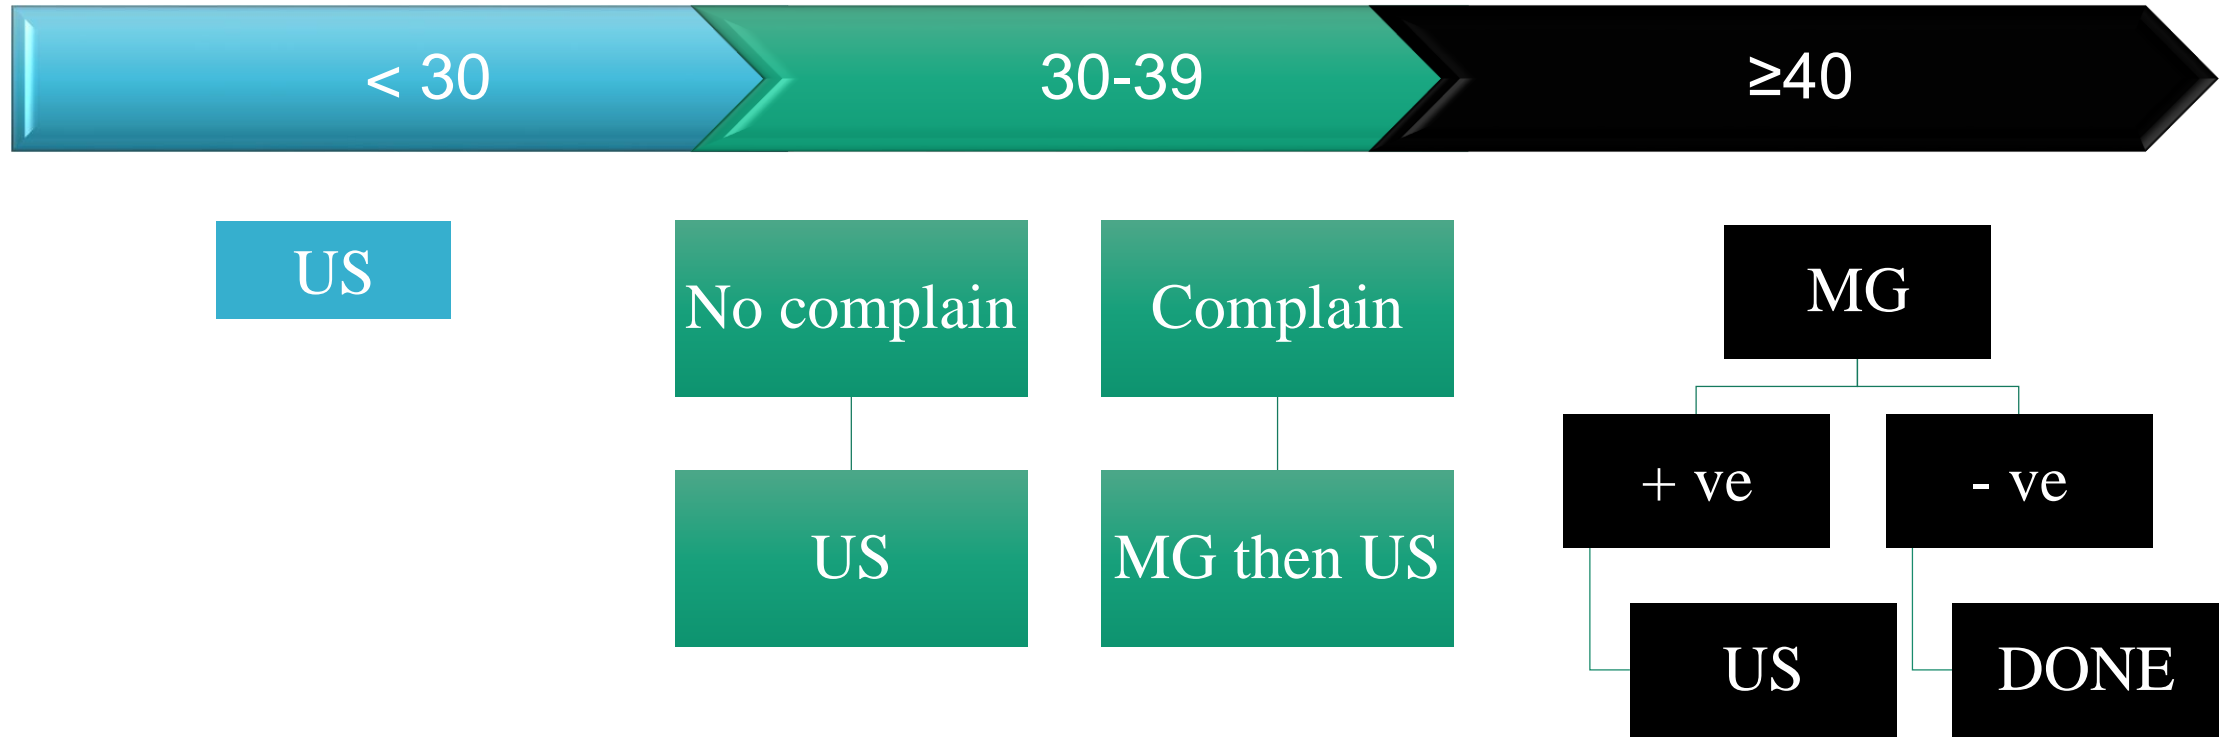 < 30
30-39
≥40
US
No complain
Complain
MG
+ ve
- ve
US
MG then US
US
DONE